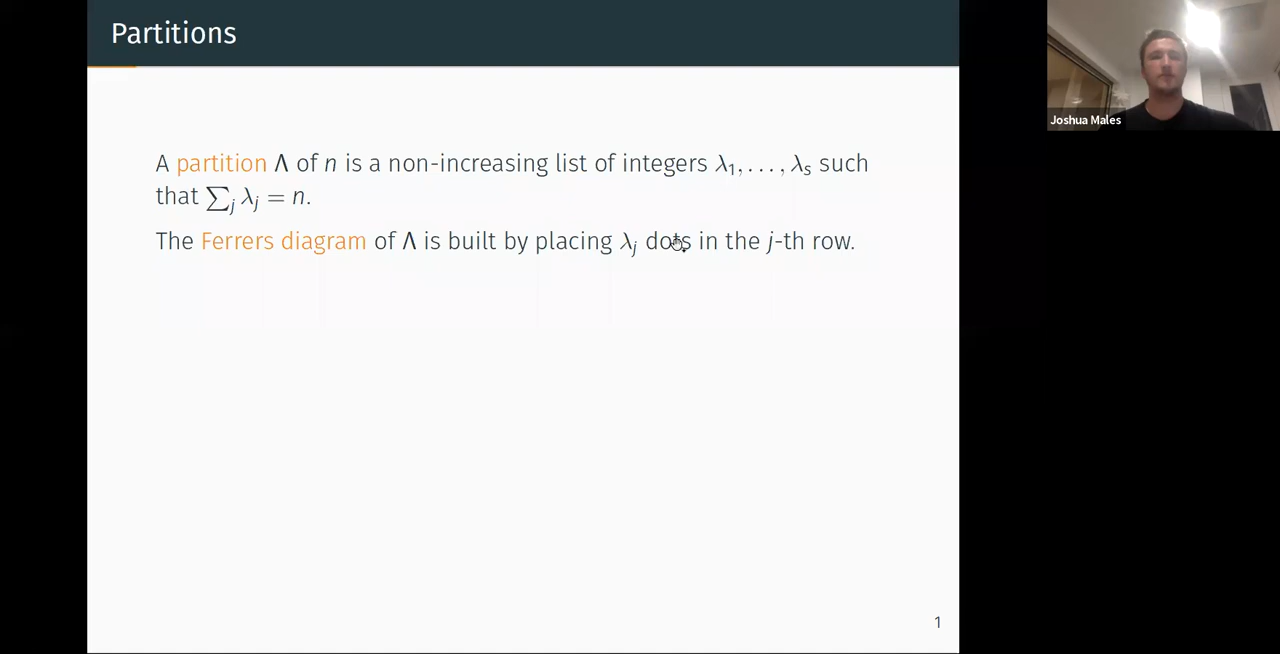 Partitions
A partition Λ of n is a non-increasing list of integers λ₁, . . . , λₛ such
that ∑ⱼ λⱼ = n.
The Ferrers diagram of Λ is built by placing λⱼ dots in the j-th row.
1
Joshua Males